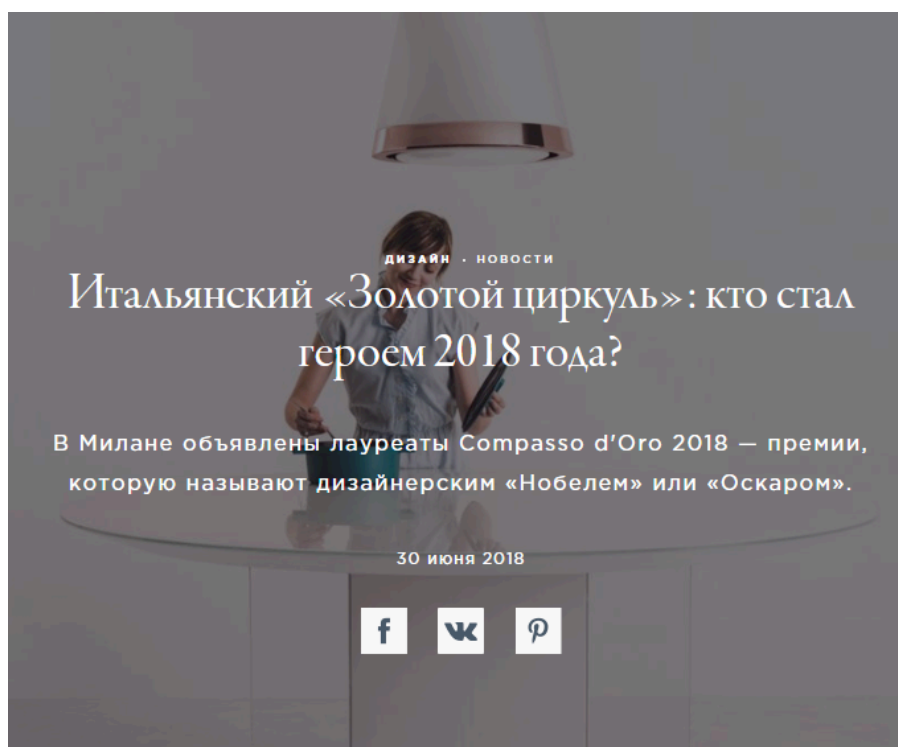 ДИЗАЙН · НОВОСТИ
Итальянский «Золотой циркуль»: кто стал
героем 2018 года?
В Милане объявлены лауреаты Compasso d'Oro 2018 — премии,
которую называют дизайнерским «Нобелем» или «Оскаром».
30 июня 2018